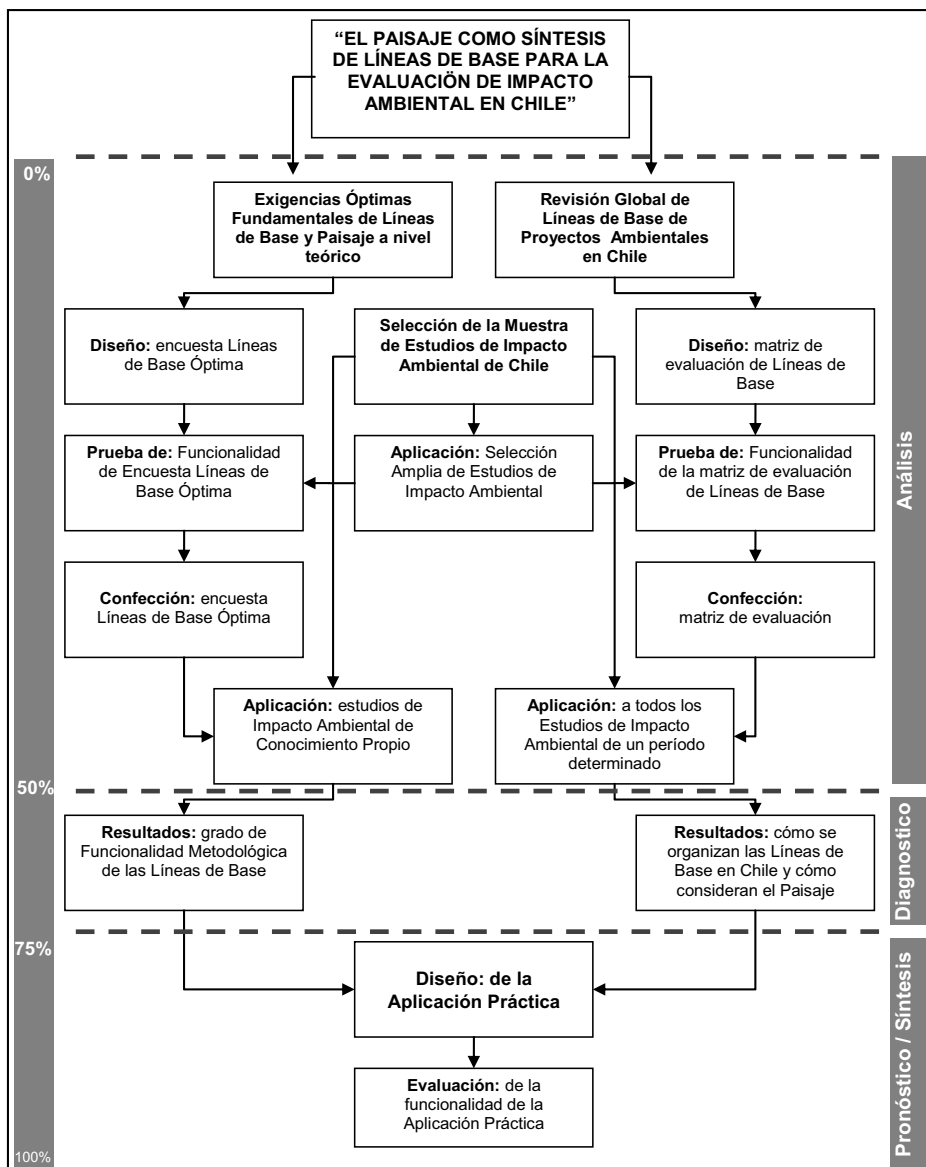 “EL PAISAJE COMO SÍNTESIS
DE LÍNEAS DE BASE PARA LA
EVALUACIÖN DE IMPACTO
AMBIENTAL EN CHILE”
0%
Exigencias Óptimas
Fundamentales de Líneas
de Base y Paisaje a nivel
teórico
Revisión Global de
Líneas de Base de
Proyectos Ambientales
en Chile
Diseño: encuesta Líneas
de Base Óptima
Selección de la Muestra
de Estudios de Impacto
Ambiental de Chile
Diseño: matriz de
evaluación de Líneas de
Base
Prueba de: Funcionalidad
de Encuesta Líneas de
Base Óptima
Aplicación: Selección
Amplia de Estudios de
Impacto Ambiental
Prueba de: Funcionalidad
de la matriz de evaluación
de Líneas de Base
Análisis
Confección: encuesta
Líneas de Base Óptima
Confección:
matriz de evaluación
Aplicación: estudios de
Impacto Ambiental de
Conocimiento Propio
Aplicación: a todos los
Estudios de Impacto
Ambiental de un período
determinado
50%
Resultados: grado de
Funcionalidad Metodológica
de las Líneas de Base
Resultados: cómo se
organizan las Líneas de
Base en Chile y cómo
consideran el Paisaje
Diagnostico
75%
Diseño: de la
Aplicación Práctica
Evaluación: de la
funcionalidad de la
Aplicación Práctica
Pronóstico / Síntesis
100%